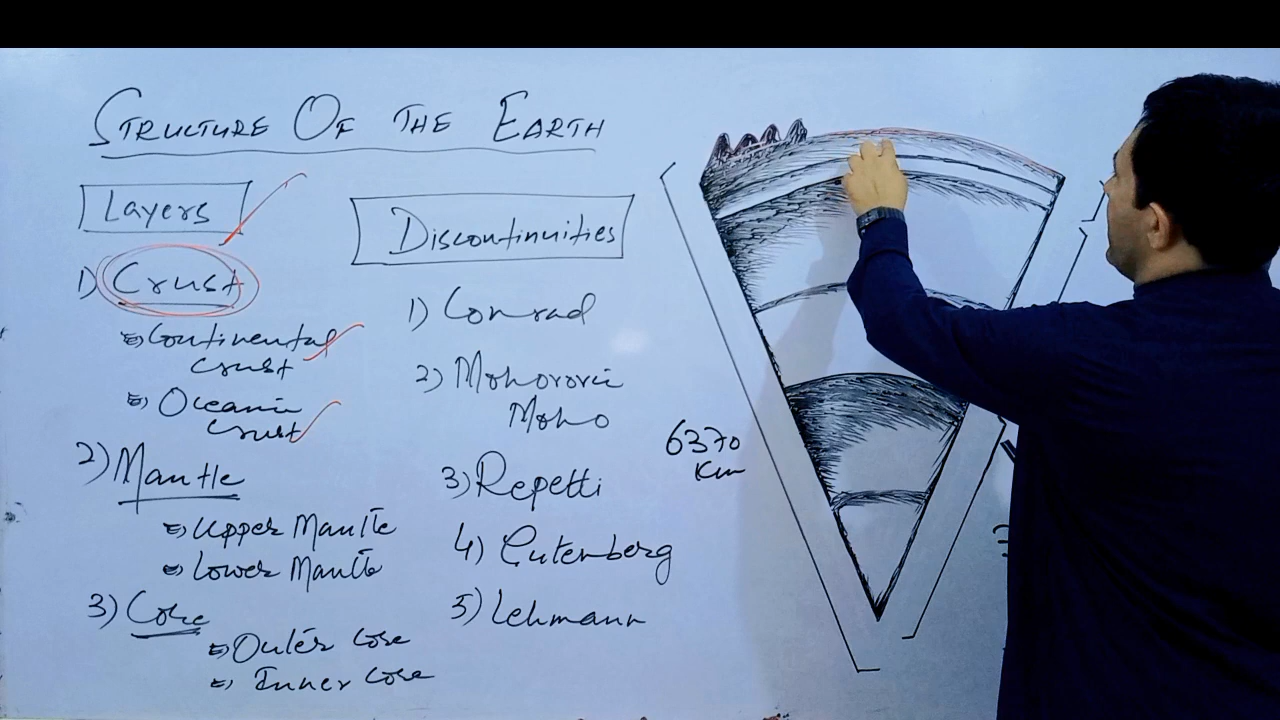 STRUCTURE OF THE EARTH
Layers
1) Crust
Continental
Crust
Oceanic
Crust
2) Mantle
Upper Mantle
Lower Mantle
3) Core
Outer Core
Inner Core
Discontinuities
1) Conrad
2) Mohorovic
Moho
3) Repetti
4) Gutenberg
5) Lehmann
6370
Km